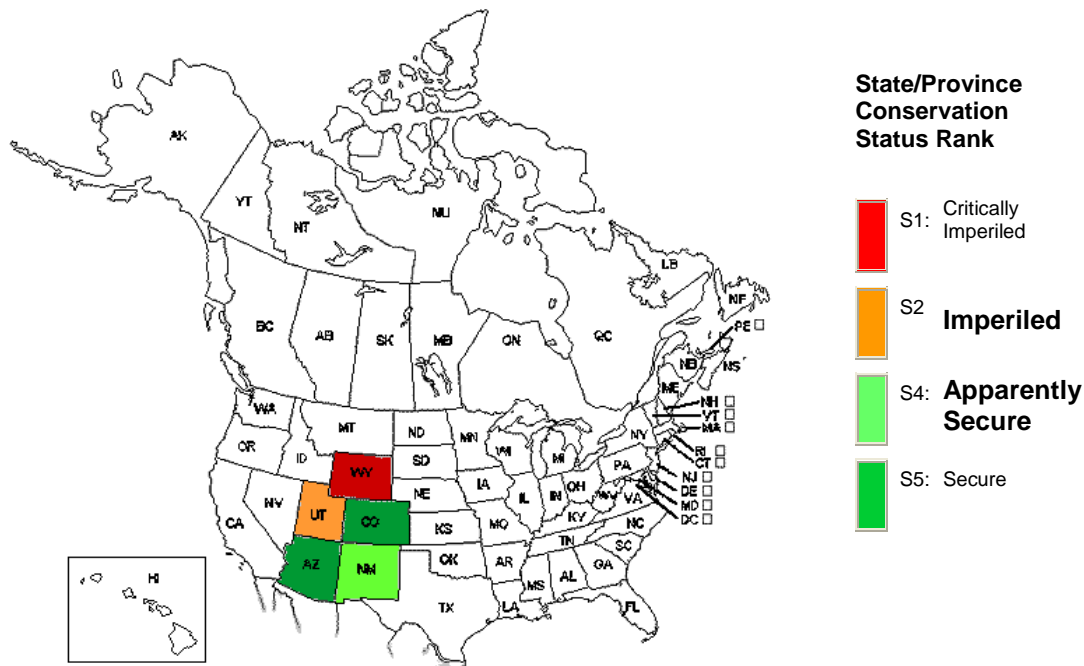 AK
YT
NT
NU
BC
AB
SK
MB
ON
QC
LB
NF
PE
NB
NS
ME
NH
VT
MA
RI
CT
NJ
DE
MD
DC
WA
OR
ID
MT
ND
SD
MN
WI
MI
NY
PA
WY
NE
IA
NV
UT
CO
KS
MO
IL
IN
OH
WV
VA
KY
NC
TN
SC
CA
AZ
NM
OK
AR
TX
LA
MS
AL
GA
FL
HI
State/Province
Conservation
Status Rank
S1: Critically
Imperiled
S2 Imperiled
S4: Apparently
Secure
S5: Secure